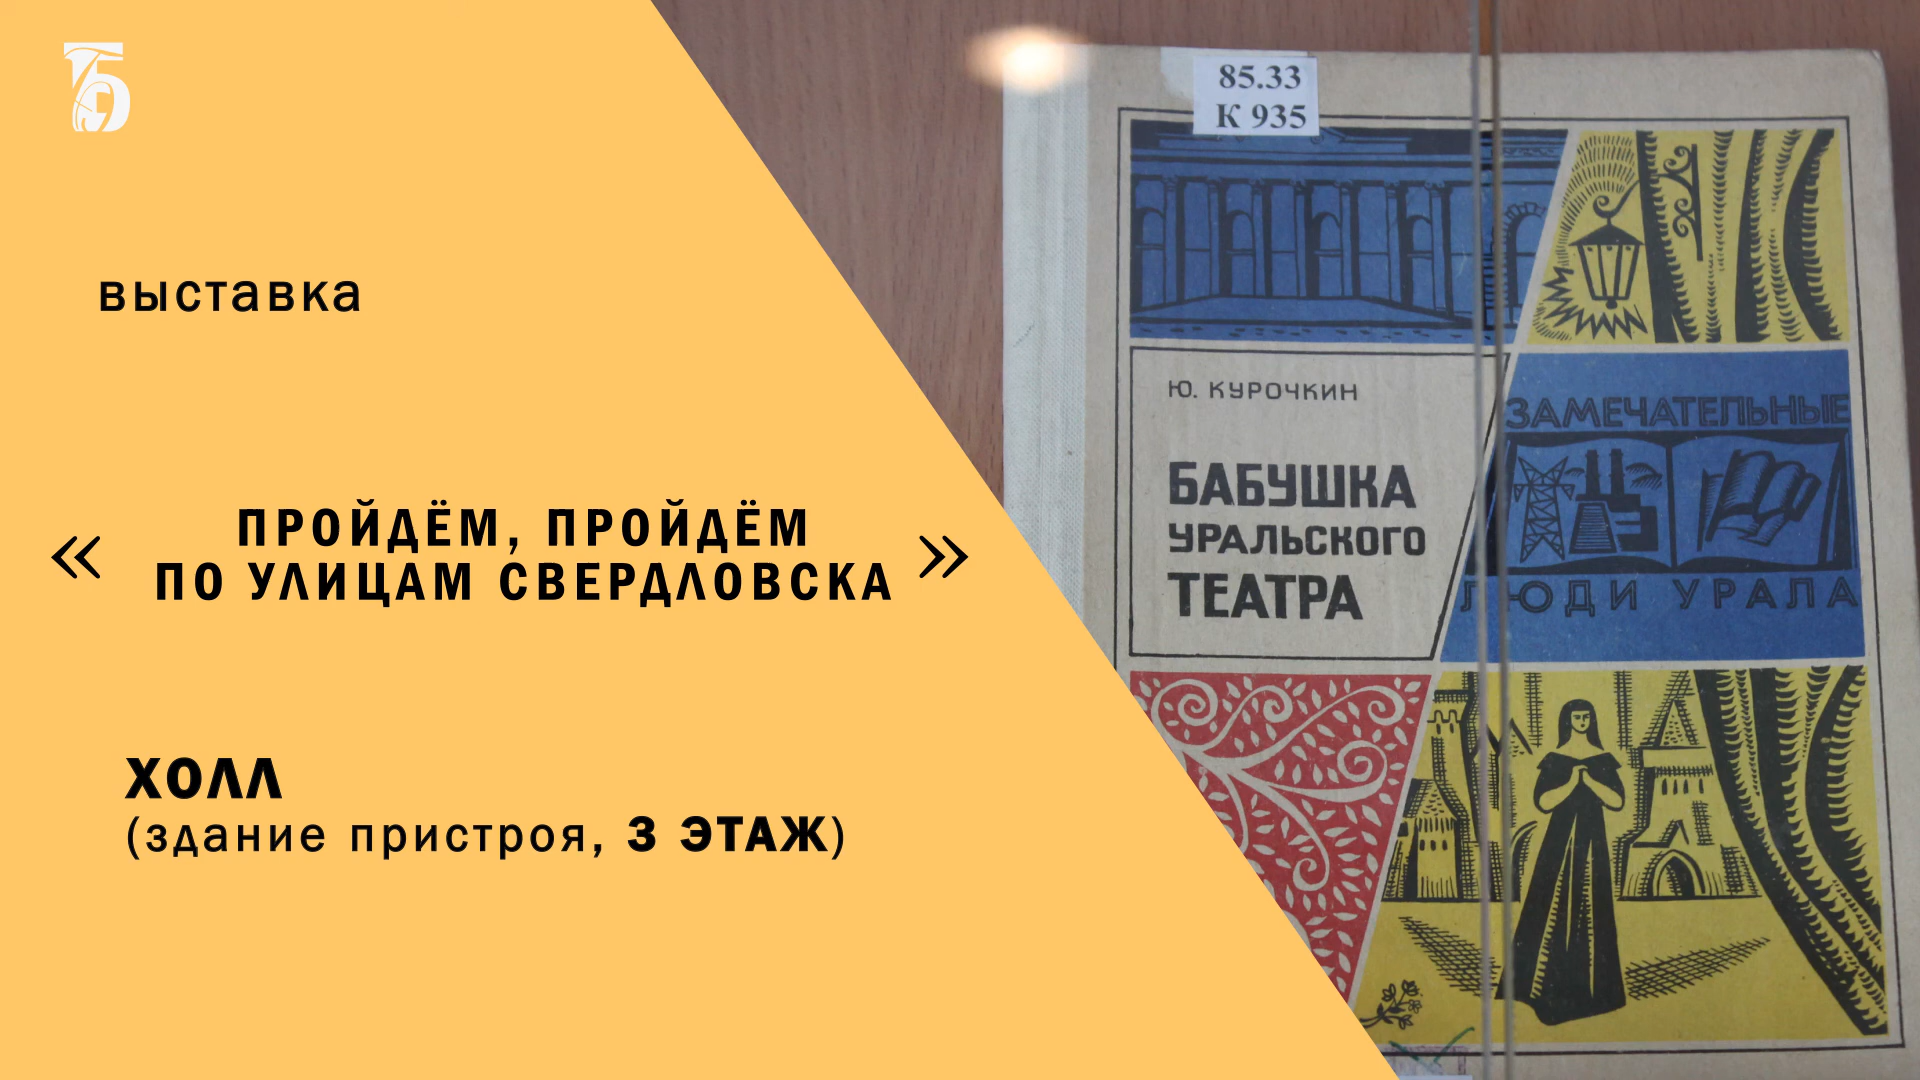 выставка
« ПРОЙДЁМ, ПРОЙДЁМ
ПО УЛИЦАМ СВЕРДЛОВСКА »
ХОЛЛ
(здание пристроя, 3 ЭТАЖ)
85.33
К 935
Ю. КУРОЧКИН
БАБУШКА
УРАЛЬСКОГО
ТЕАТРА
ЗАМЕЧАТЕЛЬНЫЕ
ЛЮДИ УРАЛА